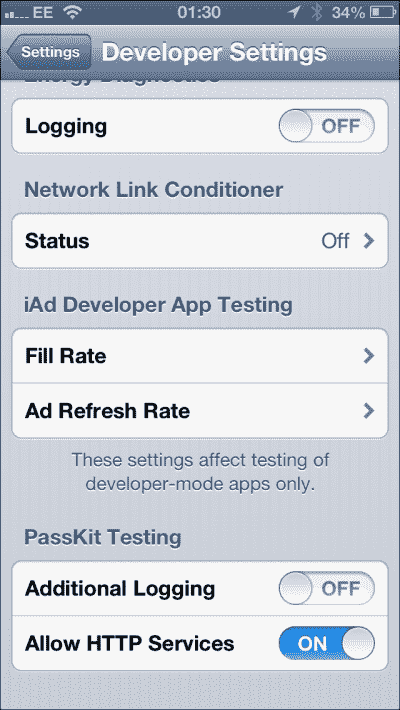 EE 01:30 34%
Settings Developer Settings
Energy Diagnostics
Logging OFF
Network Link Conditioner
Status Off
iAd Developer App Testing
Fill Rate
Ad Refresh Rate
These settings affect testing of
developer-mode apps only.
PassKit Testing
Additional Logging OFF
Allow HTTP Services ON